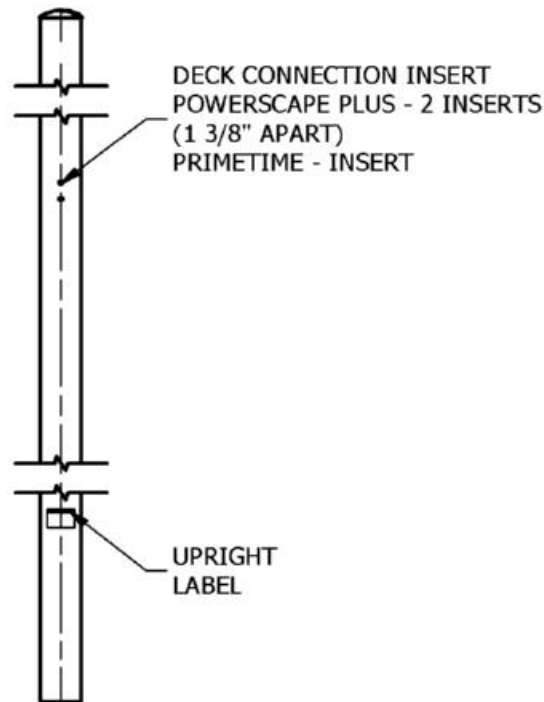 DECK CONNECTION INSERT
POWERSCAPE PLUS - 2 INSERTS
(1 3/8" APART)
PRIMETIME - INSERT
UPRIGHT
LABEL